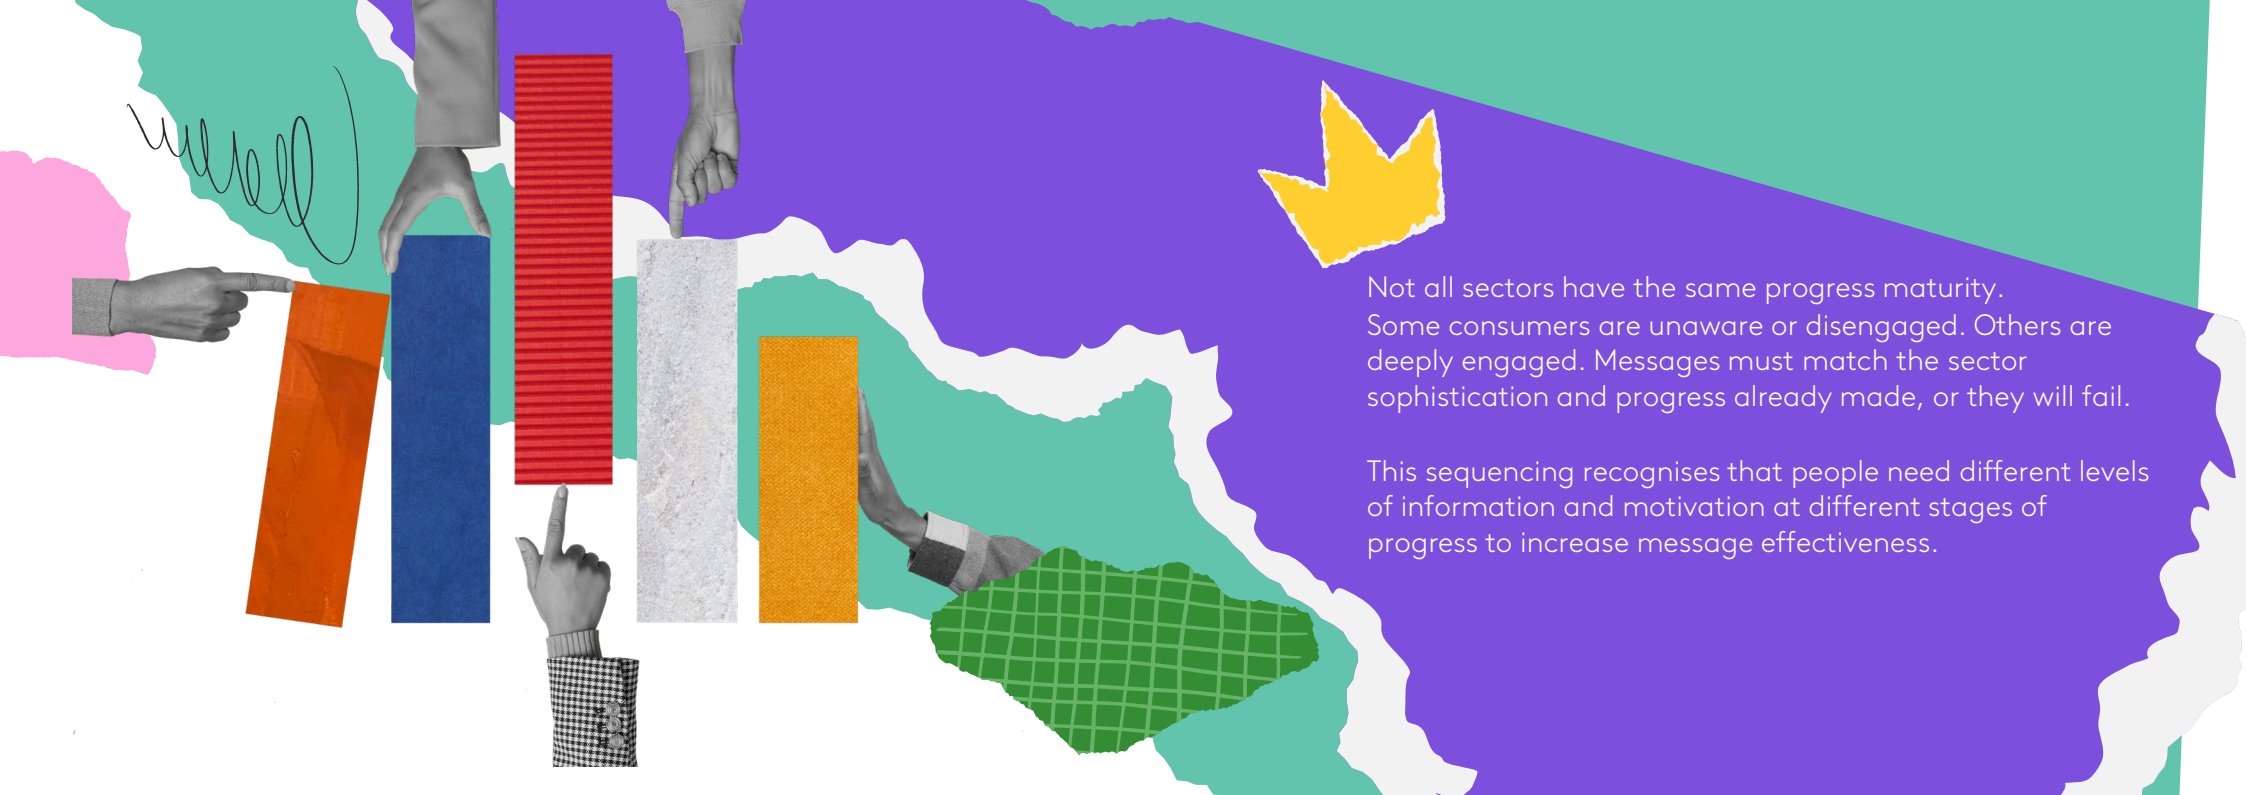 Not all sectors have the same progress maturity.
Some consumers are unaware or disengaged. Others are
deeply engaged. Messages must match the sector
sophistication and progress already made, or they will fail.
This sequencing recognises that people need different levels
of information and motivation at different stages of
progress to increase message effectiveness.